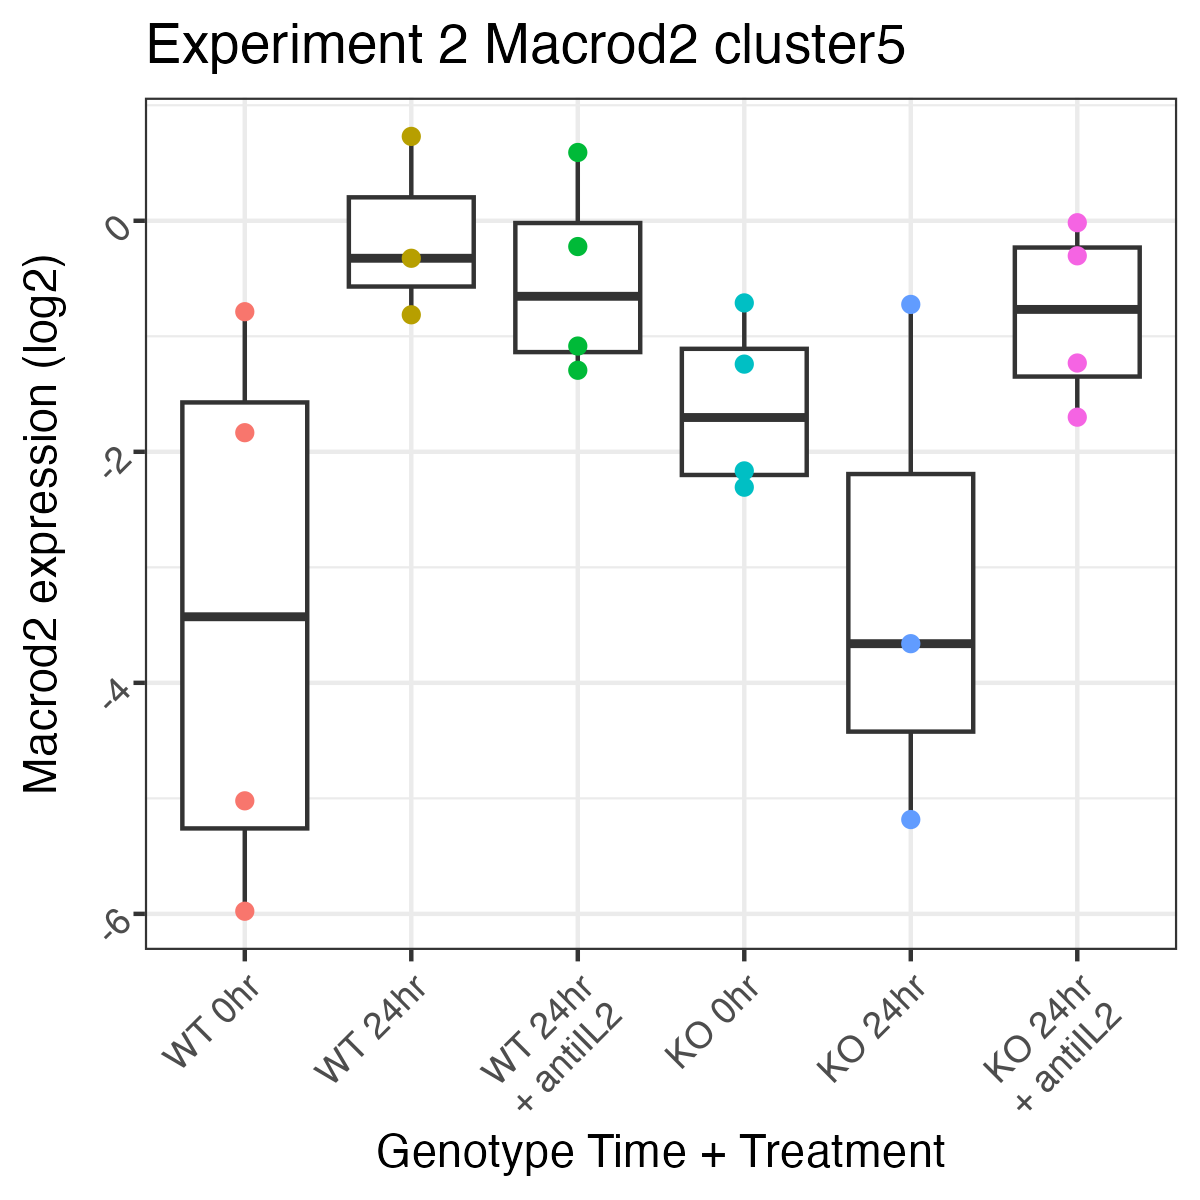 Experiment 2 Macrod2 cluster5
Macrod2 expression (log2)
0
-2
-4
-6
WT 0hr
WT 24hr
WT 24hr
+ antiIL2
KO 0hr
KO 24hr
KO 24hr
+ antiIL2
Genotype Time + Treatment